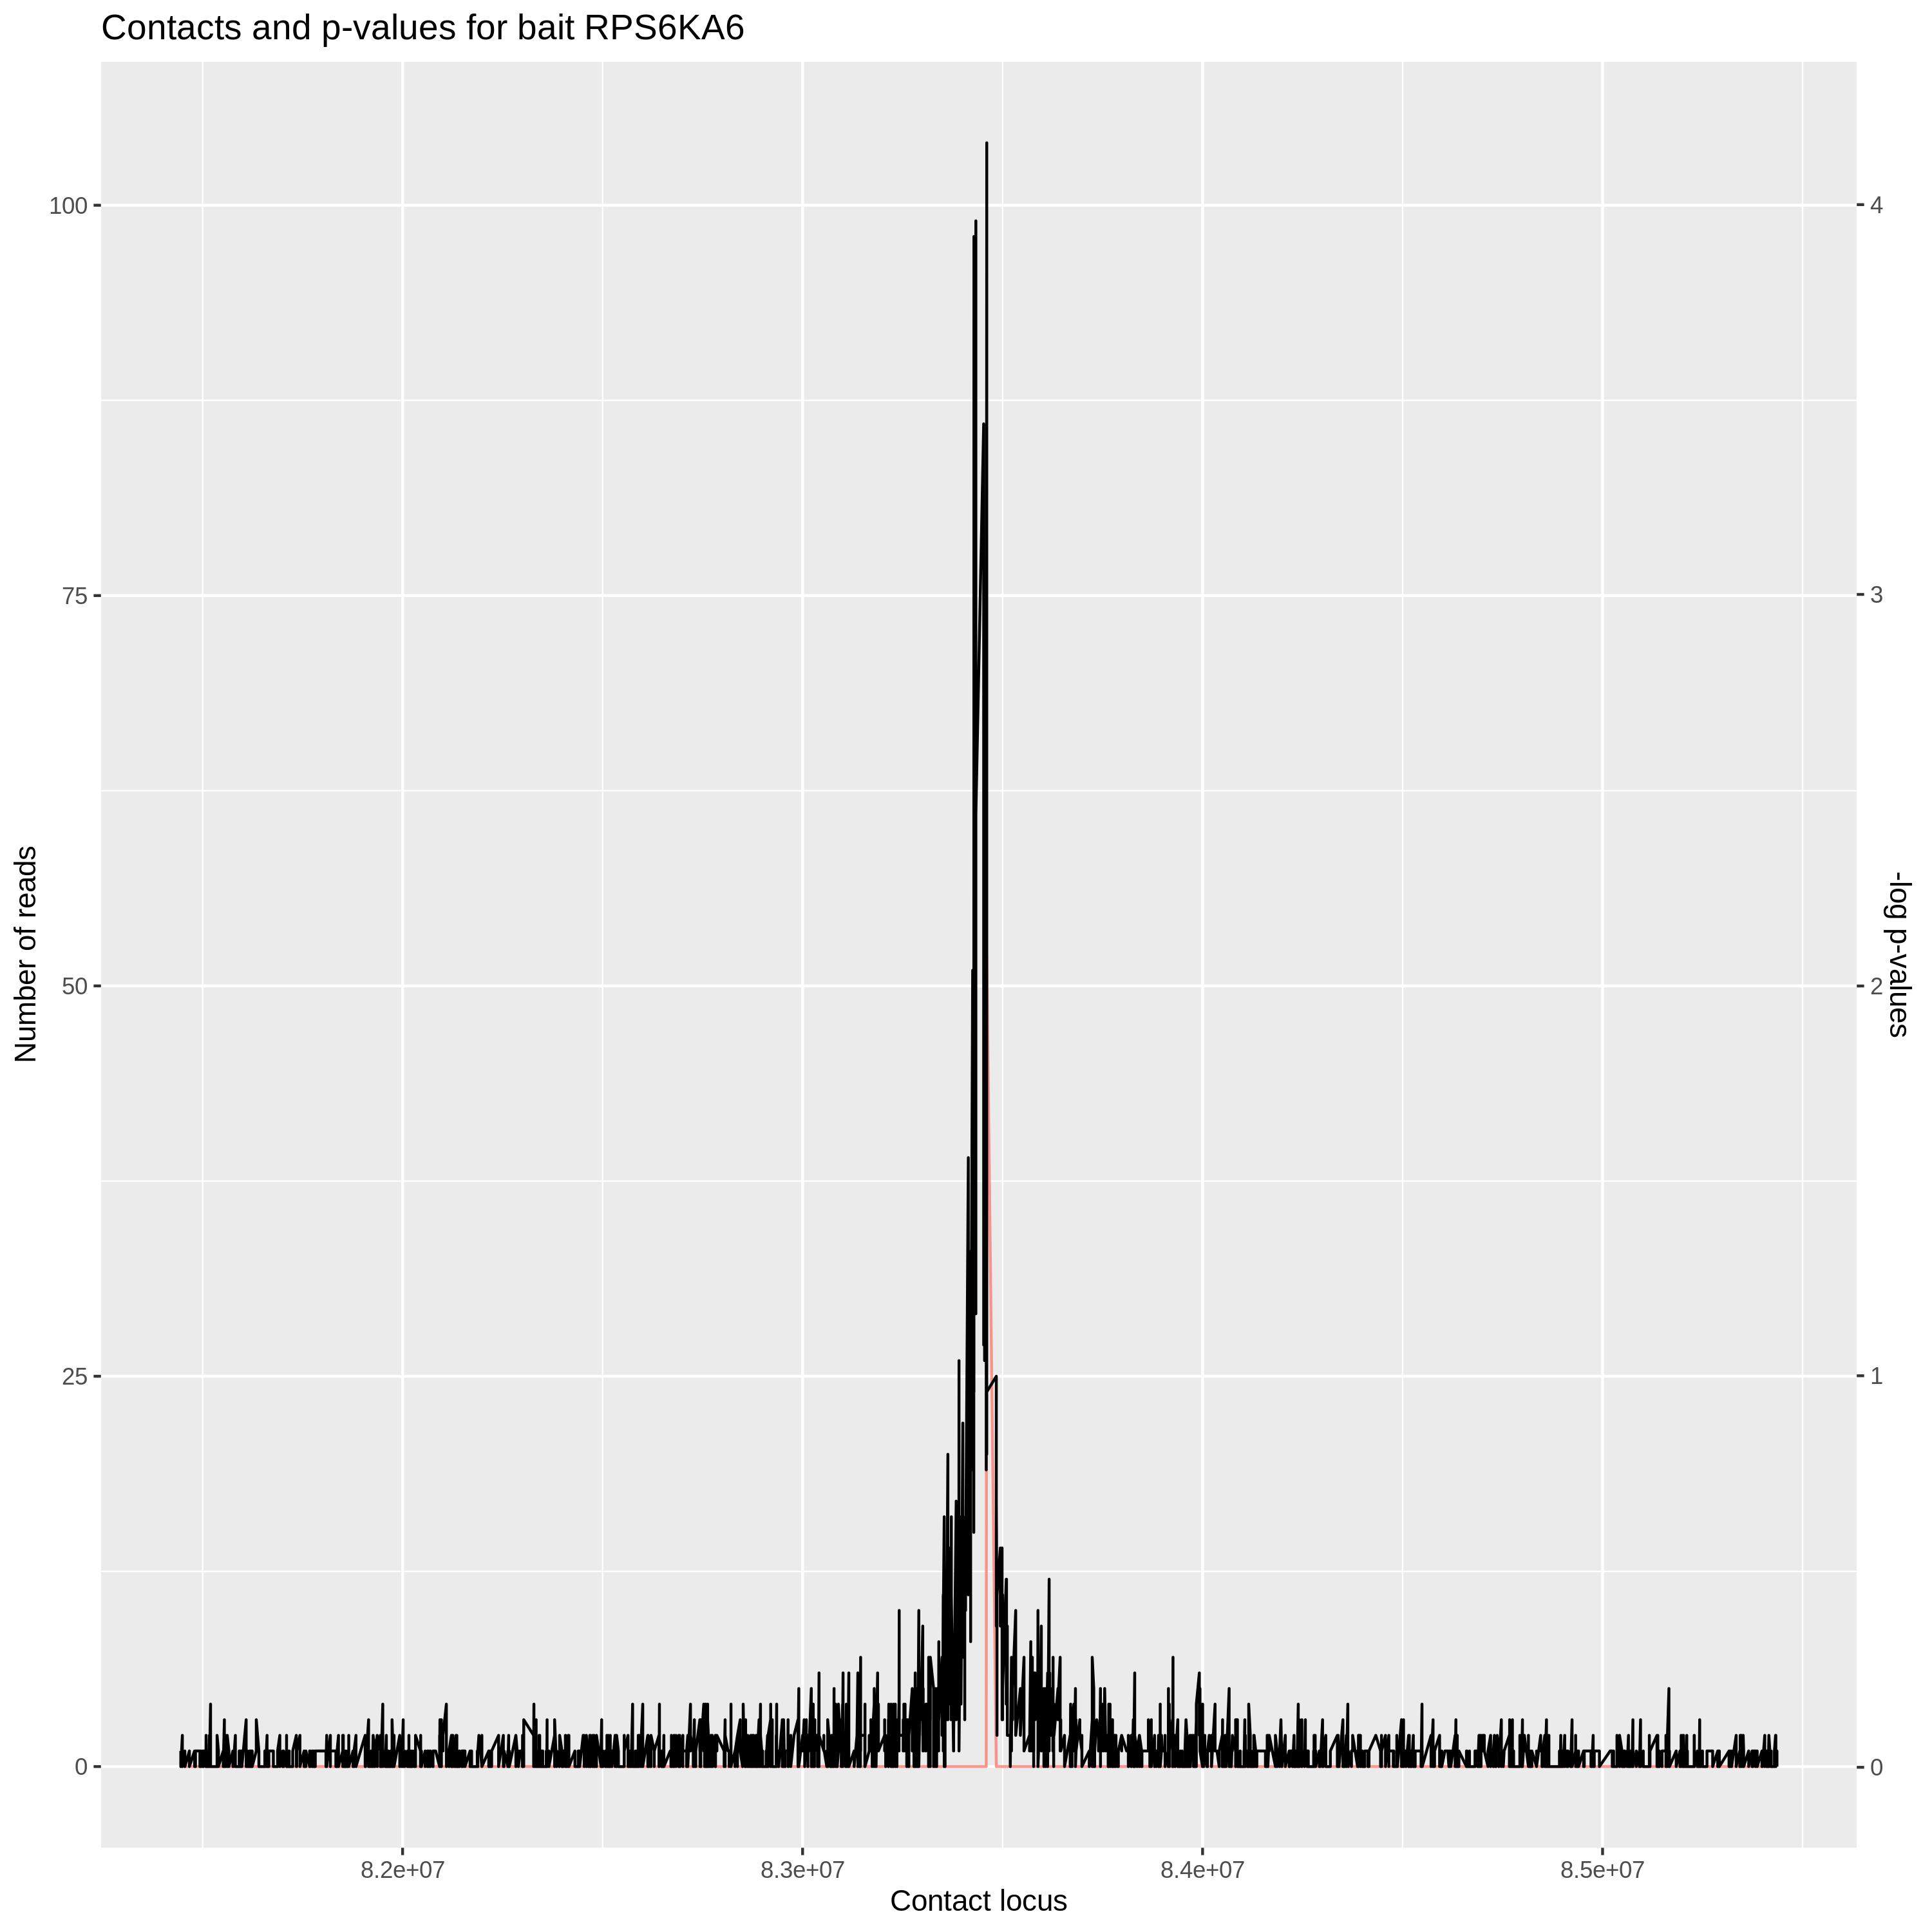 Contacts and p-values for bait RPS6KA6
100
75
50
25
0
4
3
2
1
0
Number of reads
-log p-values
8.2e+07
8.3e+07
8.4e+07
8.5e+07
Contact locus